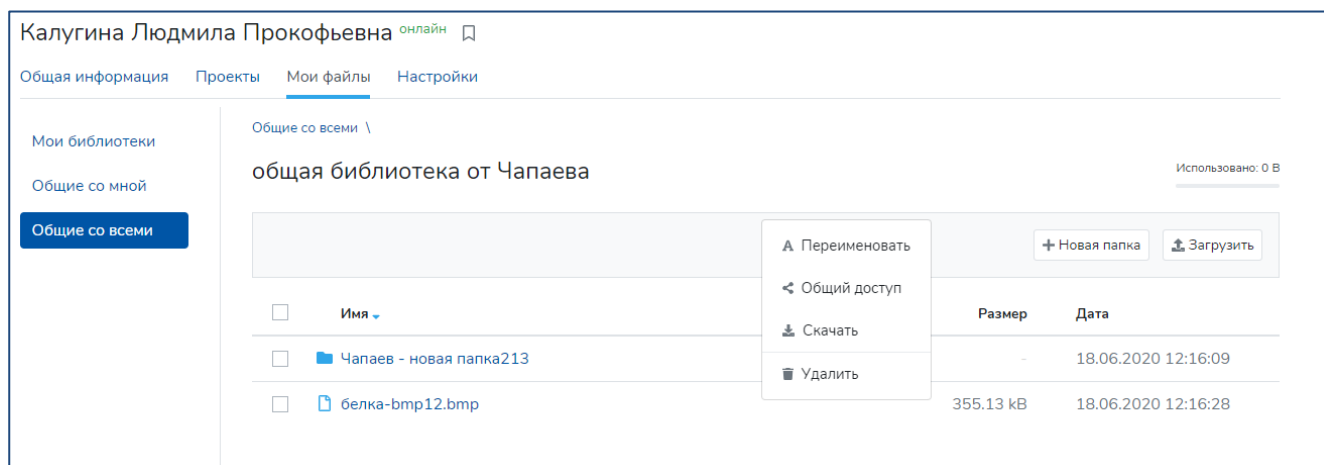 Калугина Людмила Прокофьевна онлайн
Общая информация Проекты Мои файлы Настройки
Мои библиотеки
Общие со мной
Общие со всеми
Общие со всеми \
общая библиотека от Чапаева
Использовано: 0 B
Переименовать
Общий доступ
Скачать
Удалить
+ Новая папка
Загрузить
Имя Размер Дата
Чапаев - новая папка213 - 18.06.2020 12:16:09
белка-bmp12.bmp 355.13 kB 18.06.2020 12:16:28